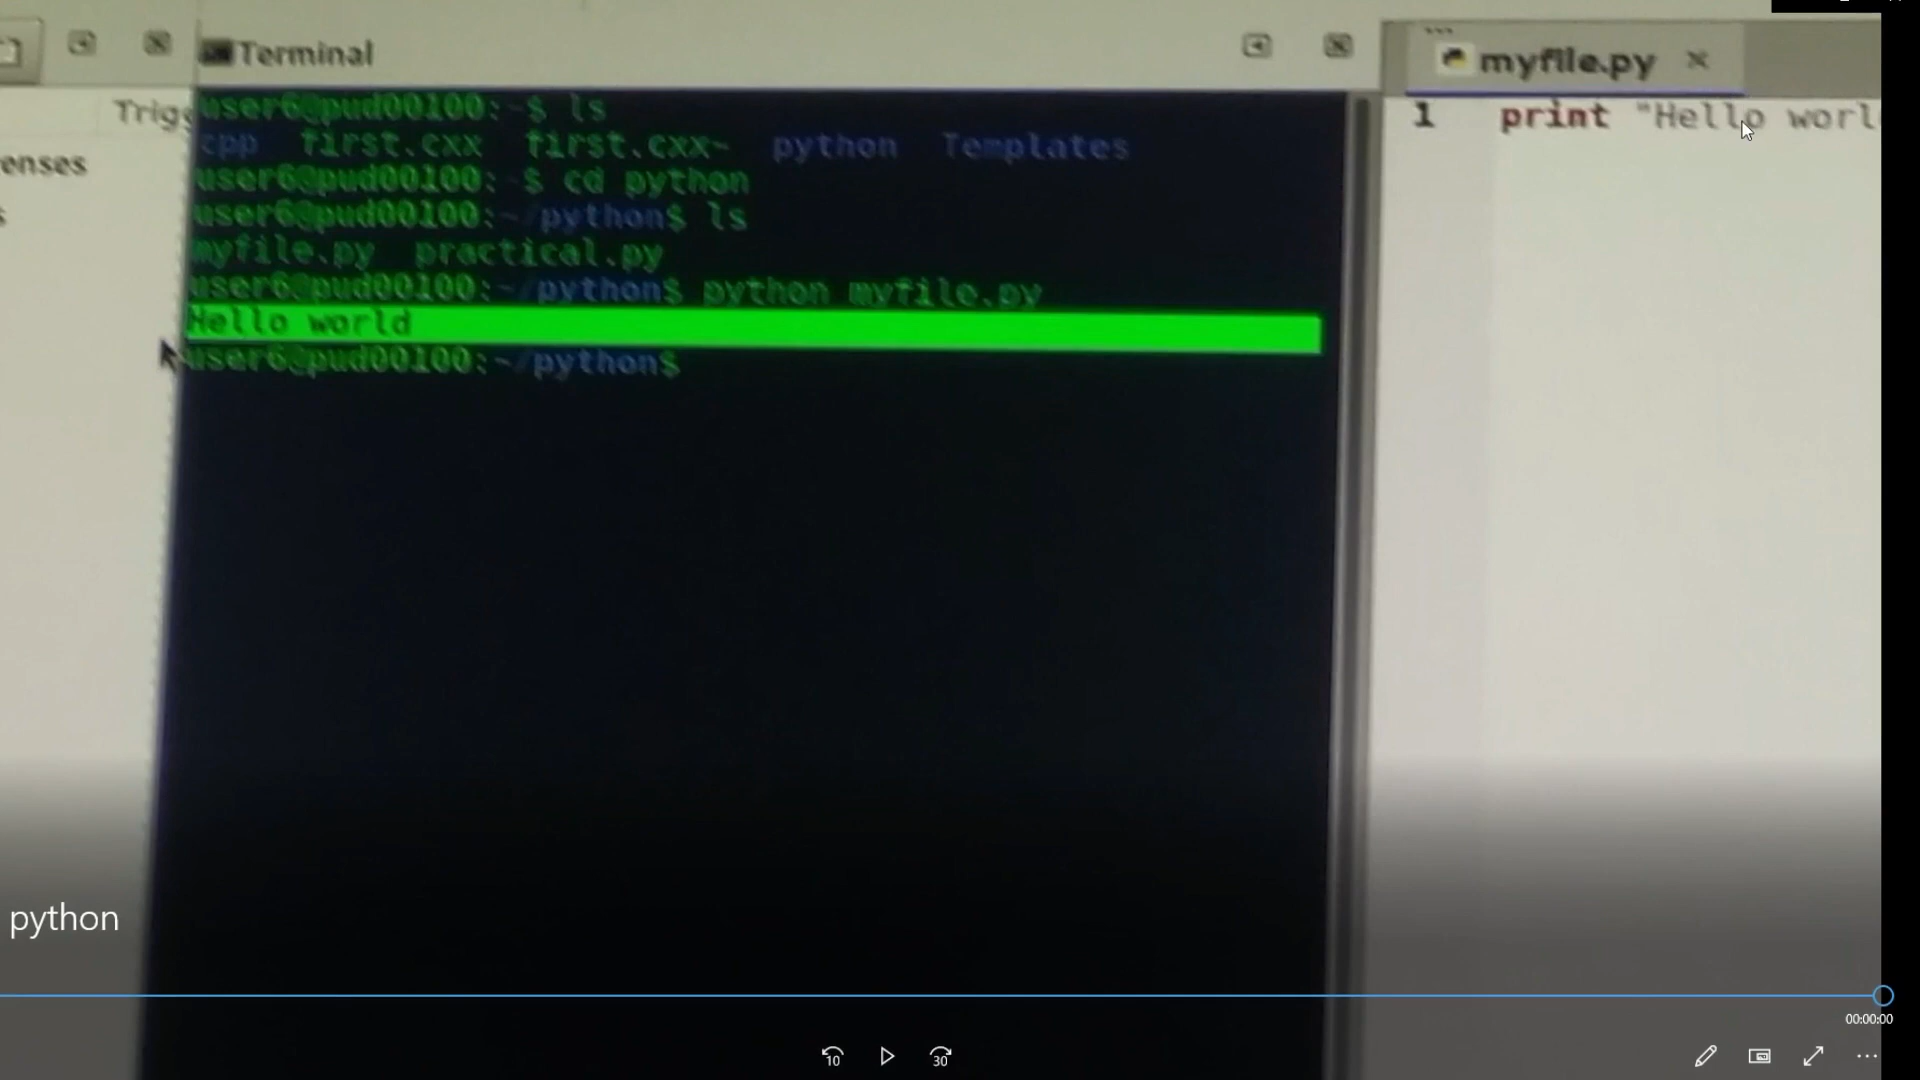 Terminal
myfile.py
user6@pud00100:~$ ls
cpp first.cxx first.cxx~ python Templates
user6@pud00100:~$ cd python
user6@pud00100:~/python$ ls
myfile.py practical.py
user6@pud00100:~/python$ python myfile.py
Hello world
user6@pud00100:~/python$
Trigg
enses
s
1 print "Hello worl
python
00:00:00
10
30